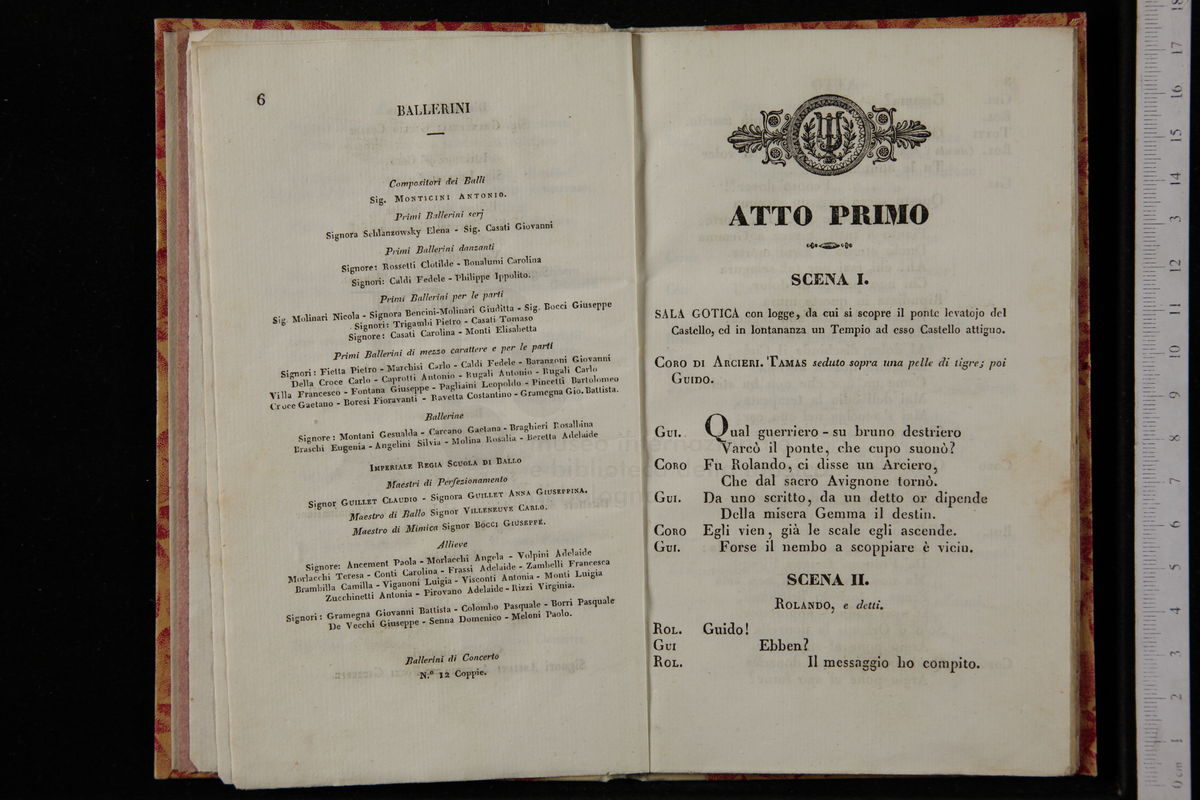 6
BALLERINI
Compositori dei Balli
Sig. MONTICINI ANTONIO.
Primi Ballerini serj
Signora Schlanzowsky Elena - Sig. Casati Giovanni
Primi Ballerini danzanti
Signore: Rossetti Clotilde - Bonalumi Carolina
Signori: Caldi Fedele - Philippe Ippolito.
Primi Ballerini per le parti
Sig. Molinari Nicola - Signora Bencini-Molinari Giuditta - Sig. Bocci Giuseppe
Signori: Trigambi Pietro - Casati Tomaso
Signore: Casati Carolina - Monti Elisabetta
Primi Ballerini di mezzo carattere e per le parti
Signori: Fietta Pietro - Marchisi Carlo - Caldi Fedele - Baranzoni Giovanni
Della Croce Carlo - Caprotti Antonio - Rugali Antonio - Rugali Carlo
Villa Francesco - Fontana Giuseppe - Pagliaini Leopoldo - Pincetti Bartolomeo
Croce Gaetano - Boresi Fioravanti - Ravetta Costantino - Gramegna Gio. Battista.
Ballerine
Signore: Montani Gesualda - Carcano Gaetana - Braghieri Rosalbina
Braschi Eugenia - Angelini Silvia - Molina Rosalia - Beretta Adelaide
IMPERIALE REGIA SCUOLA DI BALLO
Maestri di Perfezionamento
Signor GUILLET CLAUDIO - Signora GUILLET ANNA GIUSEPPINA.
Maestro di Ballo Signor VILLENEUVE CARLO.
Maestro di Mimica Signor BOCCI GIUSEPPE.
Allieve
Signore: Ancement Paola - Morlacchi Angela - Volpini Adelaide
Morlacchi Teresa - Conti Carolina - Frassi Adelaide - Zambelli Francesca
Brambilla Camilla - Viganoni Luigia - Visconti Antonia - Monti Luigia
Zucchinetti Antonia - Pirovano Adelaide - Rizzi Virginia.
Signori: Gramegna Giovanni Battista - Colombo Pasquale - Borri Pasquale
De Vecchi Giuseppe - Senna Domenico - Meloni Paolo.
Ballerini di Concerto
N.º 12 Coppie.
ATTO PRIMO
SCENA I.
SALA GOTICA con logge, da cui si scopre il ponte levatojo del
Castello, ed in lontananza un Tempio ad esso Castello attiguo.
CORO DI ARCIERI. TAMAS seduto sopra una pelle di tigre; poi
GUIDO.
GUI. Qual guerriero - su bruno destriero
Varcò il ponte, che cupo suonò?
CORO Fu Rolando, ci disse un Arciero,
Che dal sacro Avignone tornò.
GUI. Da uno scritto, da un detto or dipende
Della misera Gemma il destin.
CORO Egli vien, già le scale egli ascende.
GUI. Forse il nembo a scoppiare è vicin.
SCENA II.
ROLANDO, e detti.
ROL. Guido!
GUI Ebben?
ROL. Il messaggio ho compito.